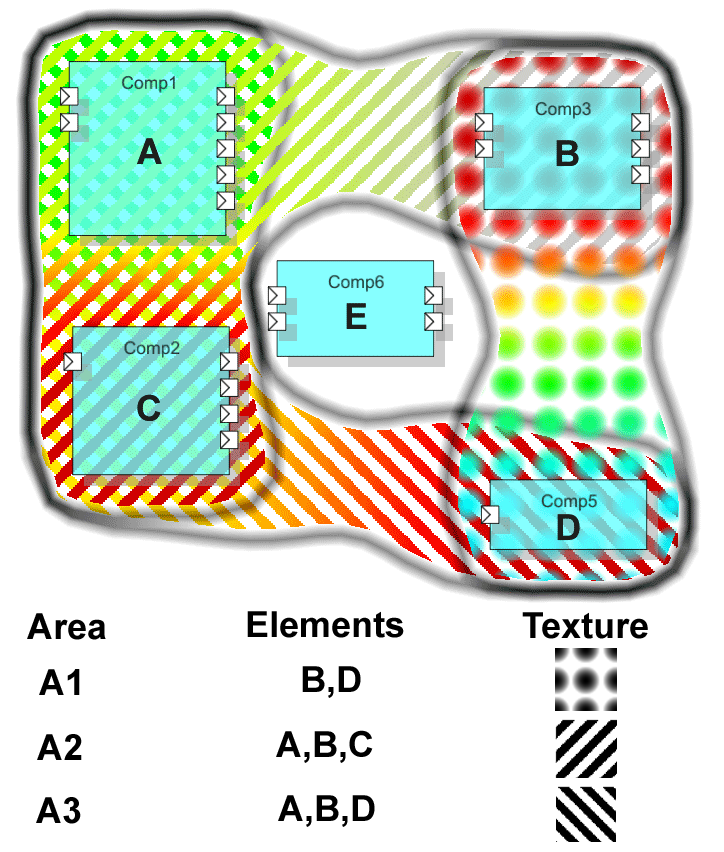 Comp1
A
Comp3
B
Comp6
E
Comp2
C
Comp5
D
Area Elements Texture
A1 B,D
A2 A,B,C
A3 A,B,D